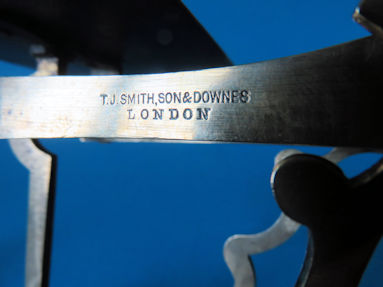 T.J. SMITH, SON & DOWNES
LONDON